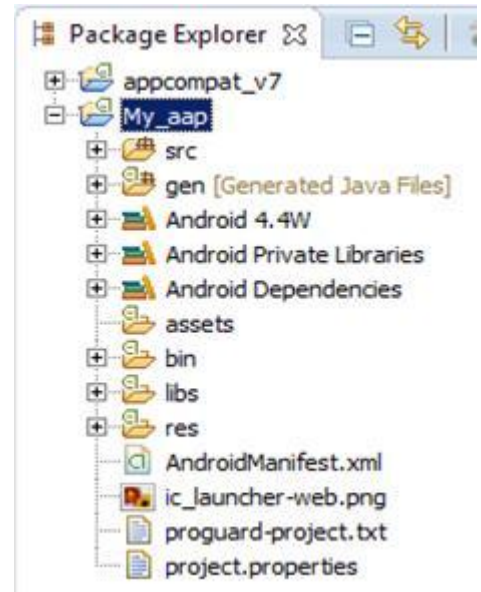 Package Explorer
appcompat_v7
My_aap
src
gen [Generated Java Files]
Android 4.4W
Android Private Libraries
Android Dependencies
assets
bin
libs
res
AndroidManifest.xml
ic_launcher-web.png
proguard-project.txt
project.properties